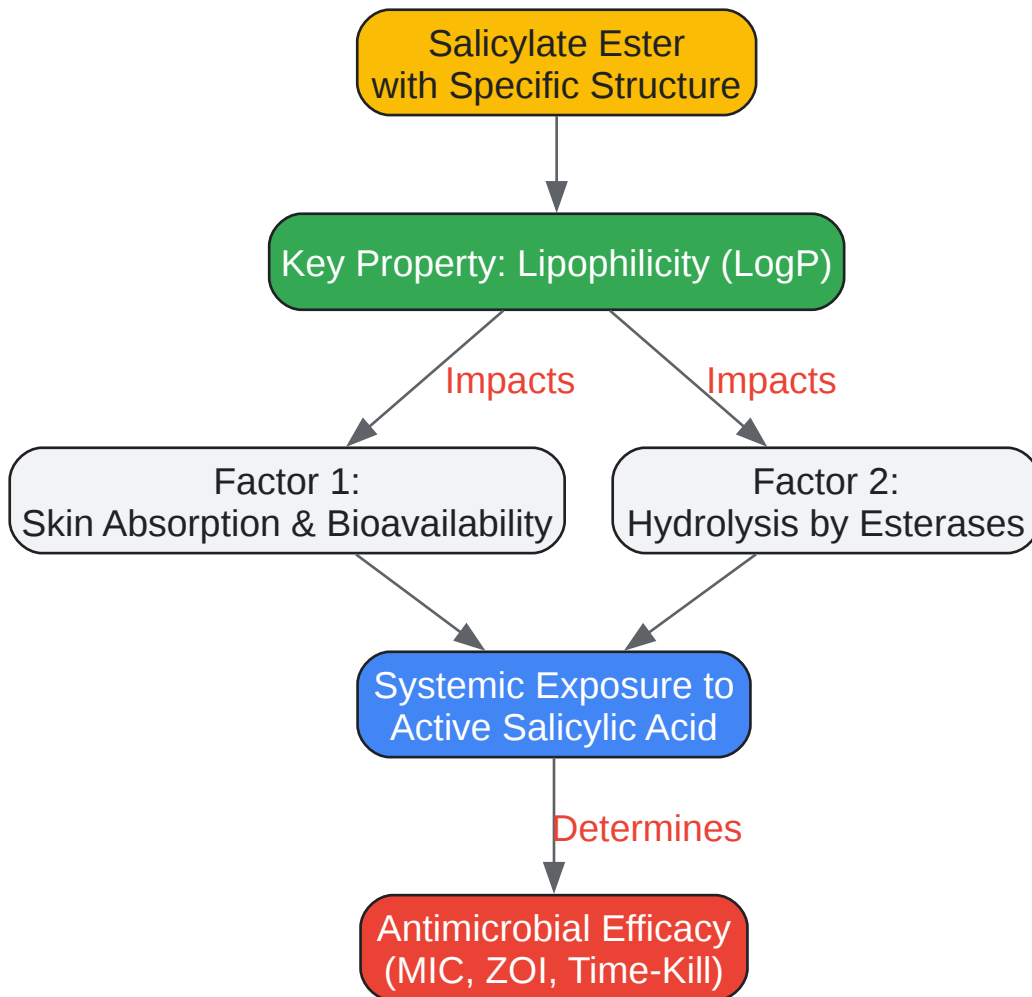 Salicylate Ester
with Specific Structure
Key Property: Lipophilicity (LogP)
Impacts
Impacts
Factor 1:
Skin Absorption & Bioavailability
Factor 2:
Hydrolysis by Esterases
Systemic Exposure to
Active Salicylic Acid
Determines
Antimicrobial Efficacy
(MIC, ZOI, Time-Kill)